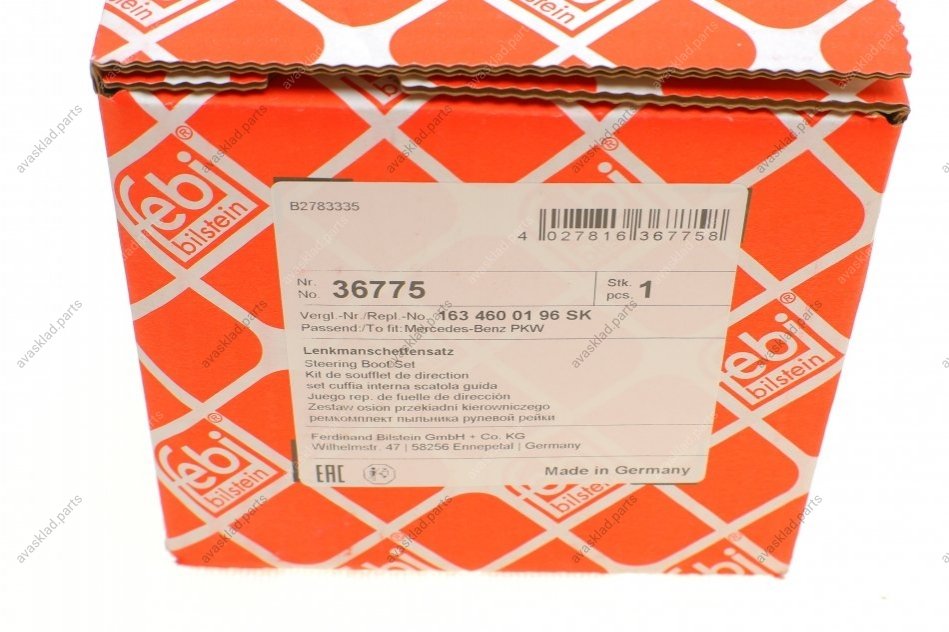 febi
bilstein
B2783335
4 027816 367758
Nr.
No. 36775
Stk.
pcs. 1
Vergl.-Nr./Repl.-No. 163 460 01 96 SK
Passend:/To fit: Mercedes-Benz PKW
Lenkmanschettensatz
Steering Boot Set
Kit de soufflet de direction
set cuffia interna scatola guida
Juego rep. de fuelle de dirección
Zestaw osion przekiadni kierowniczego
ремкомплект пыльника рулевой рейки
Ferdinand Bilstein GmbH + Co. KG
Wilhelmstr. 47 | 58256 Ennepetal | Germany
EAC
Made in Germany
febi
bilstein
febi
bilstein
bilstein
avasklad.parts